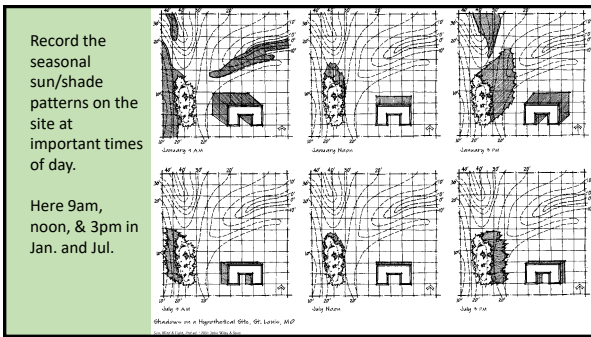 Record the
seasonal
sun/shade
patterns on the
site at
important times
of day.
Here 9am,
noon, & 3pm in
Jan. and Jul.
January 9 AM
January Noon
January 3 PM
July 9 AM
July Noon
July 3 PM
Shadows on a Hypothetical Site, St. Louis, MO